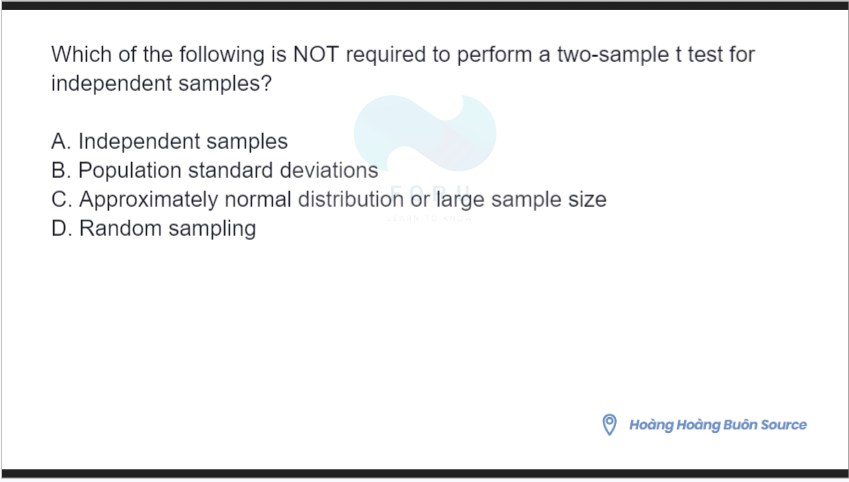 Which of the following is NOT required to perform a two-sample t test for
independent samples?
A. Independent samples
B. Population standard deviations
C. Approximately normal distribution or large sample size
D. Random sampling
Hoàng Hoàng Buôn Source